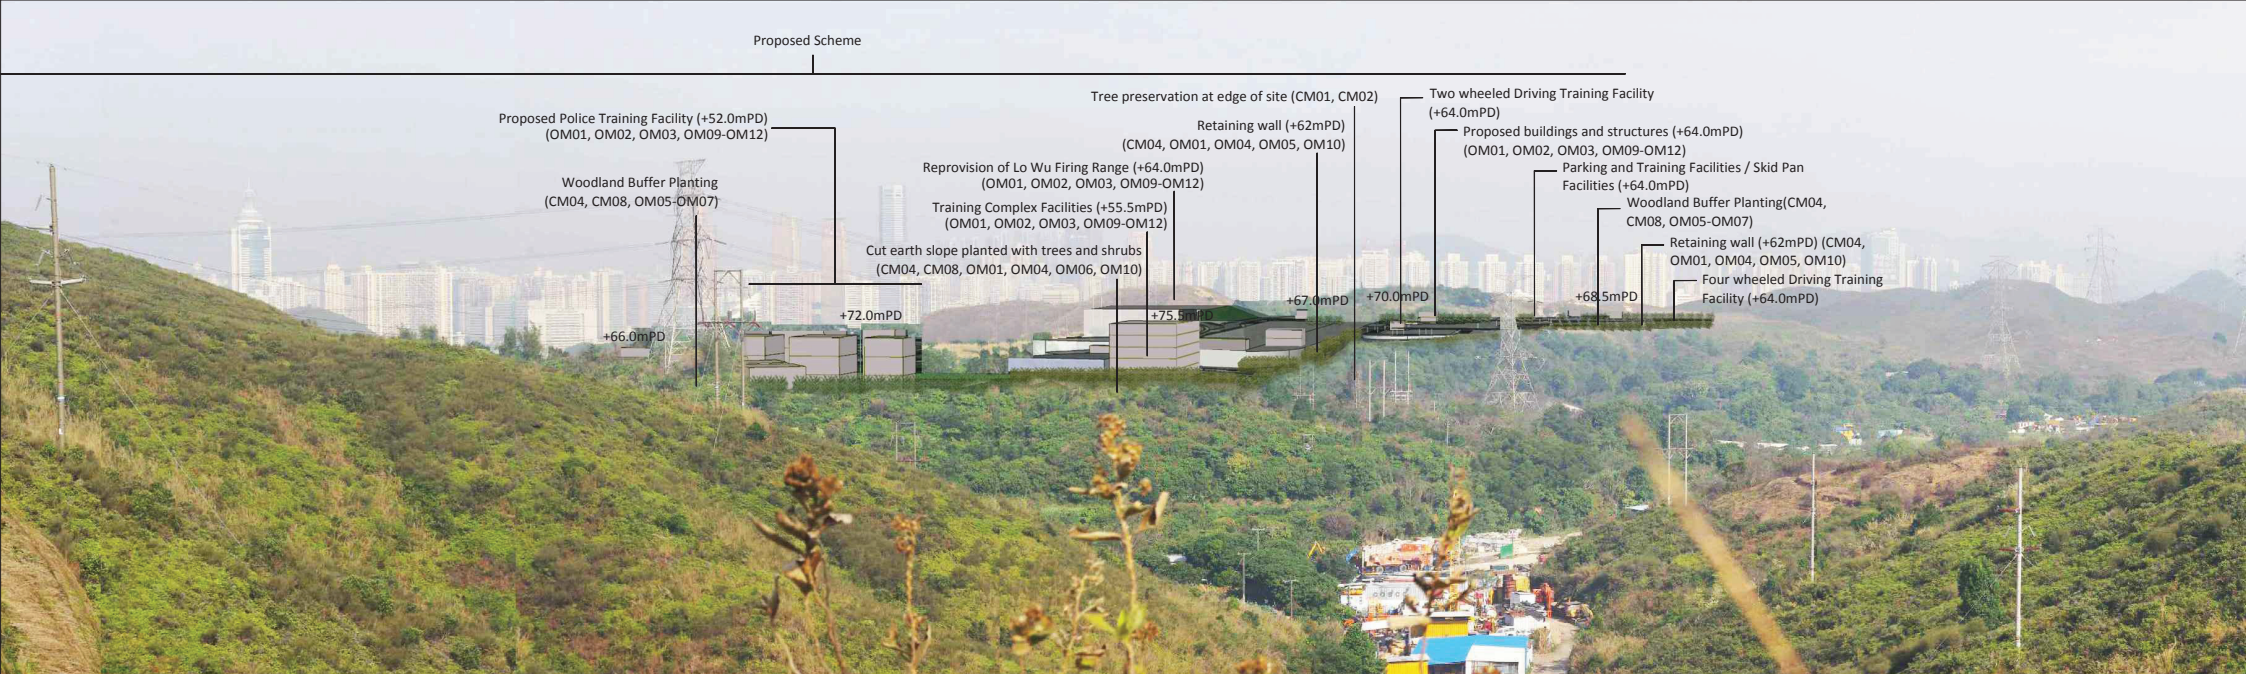 Proposed Scheme
Tree preservation at edge of site (CM01, CM02)
Two wheeled Driving Training Facility
(+64.0mPD)
Proposed Police Training Facility (+52.0mPD)
(OM01, OM02, OM03, OM09-OM12)
Retaining wall (+62mPD)
(CM04, OM01, OM04, OM05, OM10)
Proposed buildings and structures (+64.0mPD)
(OM01, OM02, OM03, OM09-OM12)
Reprovision of Lo Wu Firing Range (+64.0mPD)
(OM01, OM02, OM03, OM09-OM12)
Parking and Training Facilities / Skid Pan
Facilities (+64.0mPD)
Woodland Buffer Planting
(CM04, CM08, OM05-OM07)
Training Complex Facilities (+55.5mPD)
(OM01, OM02, OM03, OM09-OM12)
Woodland Buffer Planting(CM04,
CM08, OM05-OM07)
Cut earth slope planted with trees and shrubs
(CM04, CM08, OM01, OM04, OM06, OM10)
Retaining wall (+62mPD) (CM04,
OM01, OM04, OM05, OM10)
Four wheeled Driving Training
Facility (+64.0mPD)
+67.0mPD
+70.0mPD
+68.5mPD
+72.0mPD
+75.5mPD
+66.0mPD